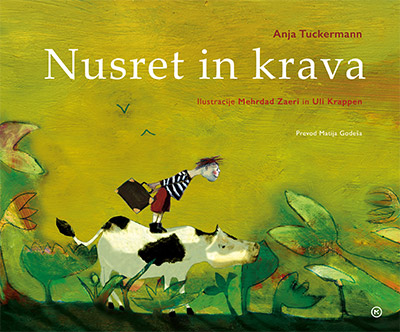 Anja Tuckermann
Nusret in krava
Ilustracije Mehrdad Zaeri in Uli Krappen
Prevod Matija Godeša